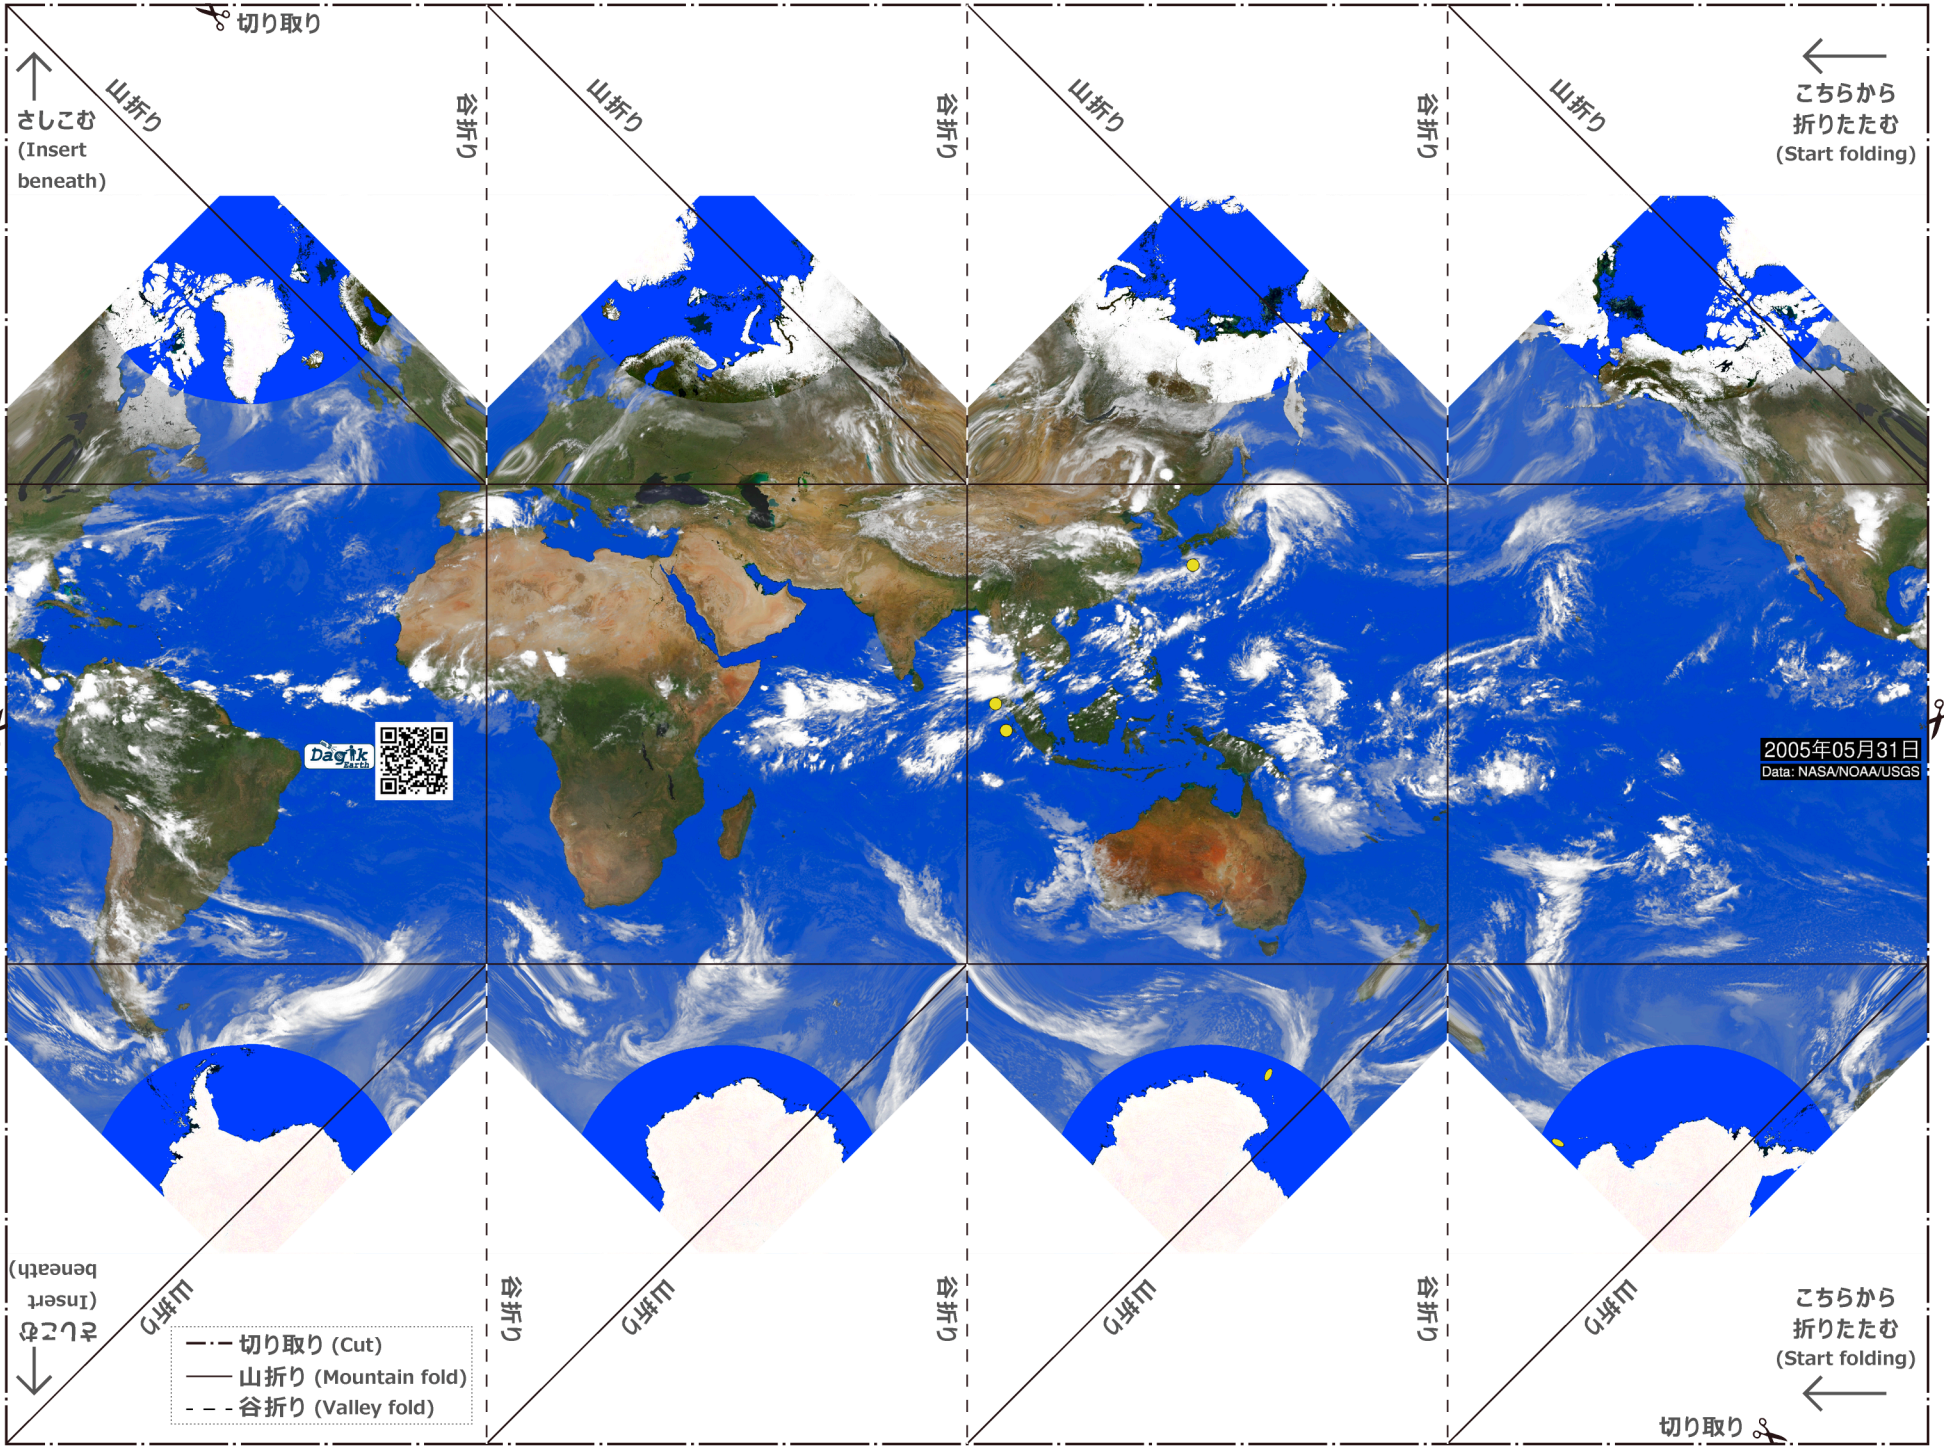 切り取り
山折り
谷折り
山折り
谷折り
山折り
谷折り
山折り
さしこむ
(Insert
beneath)
こちらから
折りたたむ
(Start folding)
Dagik
Earth
2005年05月31日
Data: NASA/NOAA/USGS
さしこむ
(Insert
beneath)
山折り
谷折り
山折り
谷折り
山折り
谷折り
山折り
こちらから
折りたたむ
(Start folding)
切り取り (Cut)
山折り (Mountain fold)
谷折り (Valley fold)
切り取り